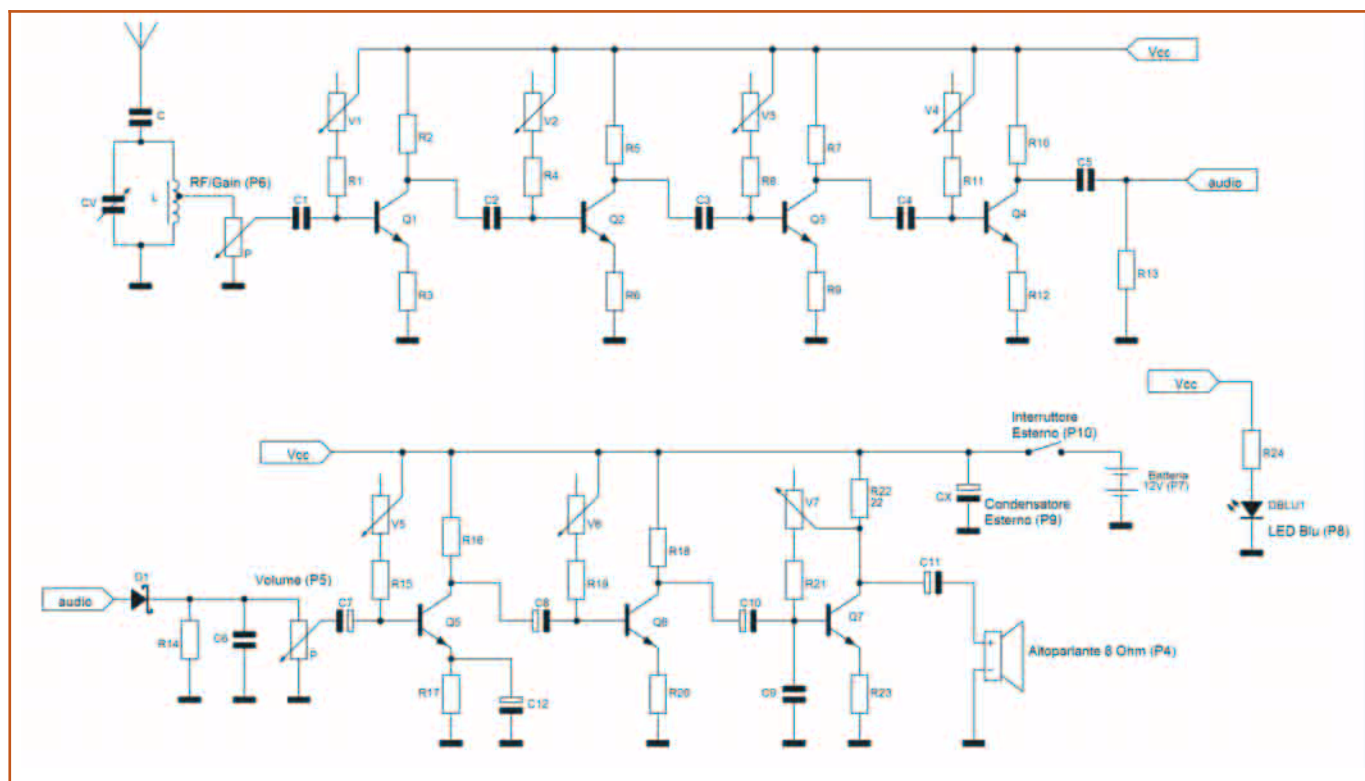 Vcc
C
V1
V2
V3
V4
R2
R5
R7
R10
RF/Gain (P6)
R1
R4
R8
R11
C5
audio
CV
L
C1
C2
C3
C4
Q1
Q2
Q3
Q4
P
R13
R3
R6
R9
R12
Vcc
Interruttore
Esterno (P10)
Vcc
R24
Batteria
12V (P7)
V5
V6
V7
R22
22
CX
Condensatore
Esterno (P9)
DBLU1
LED Blu (P8)
R16
R18
D1
Volume (P5)
R15
R19
R21
C11
audio
C7
C8
C10
Q5
Q6
Q7
R14
C6
P
Altoparlante 8 Ohm (P4)
R17
C12
R20
C9
R23